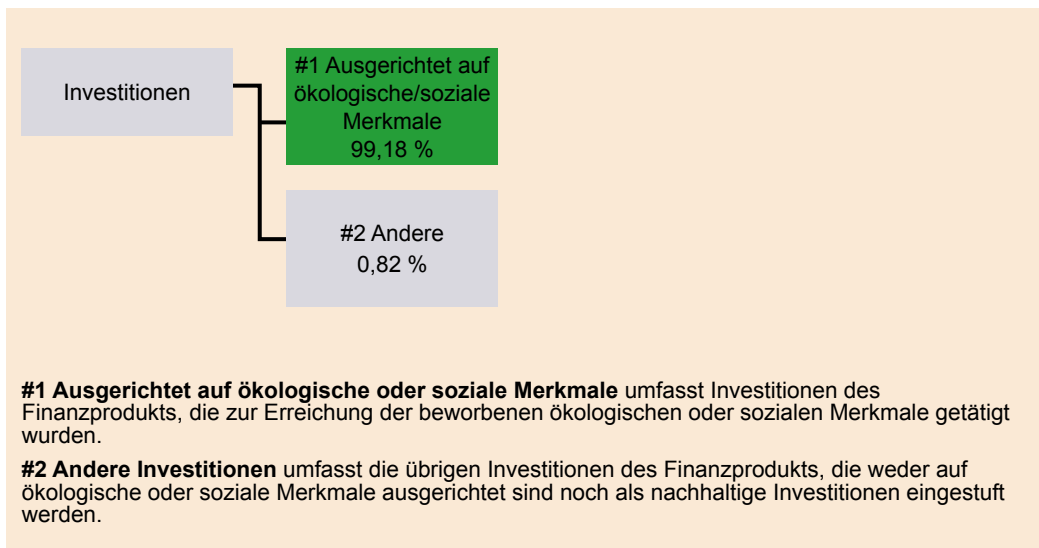 Investitionen
#1 Ausgerichtet auf
ökologische/soziale
Merkmale
99,18 %
#2 Andere
0,82 %
#1 Ausgerichtet auf ökologische oder soziale Merkmale umfasst Investitionen des
Finanzprodukts, die zur Erreichung der beworbenen ökologischen oder sozialen Merkmale getätigt
wurden.
#2 Andere Investitionen umfasst die übrigen Investitionen des Finanzprodukts, die weder auf
ökologische oder soziale Merkmale ausgerichtet sind noch als nachhaltige Investitionen eingestuft
werden.